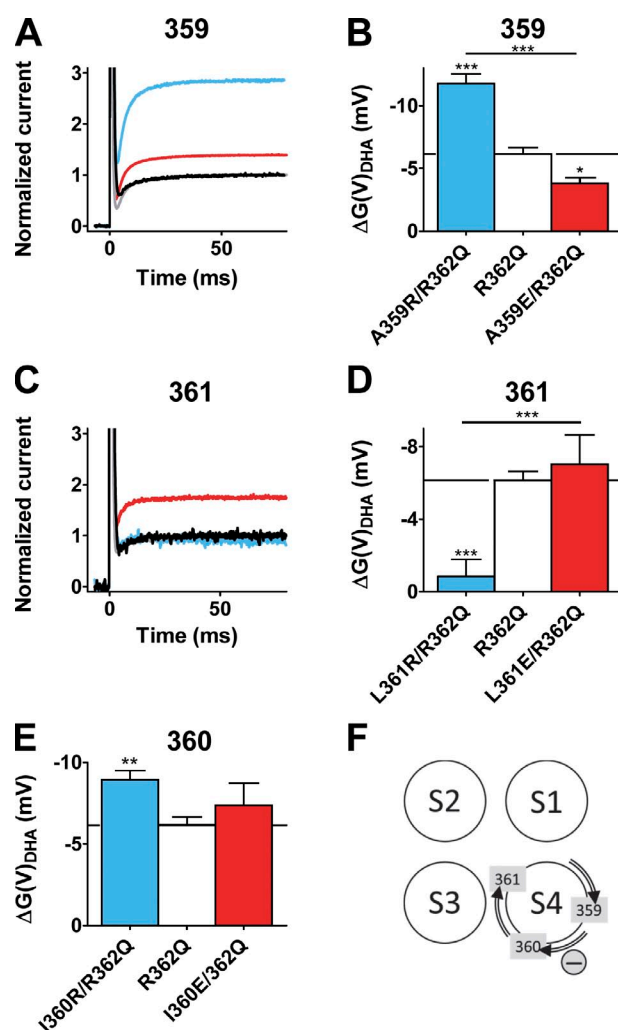 A
359
Normalized current
3
2
1
0
0
50
Time (ms)
B
359
ΔG(V)DHA (mV)
-10
-5
0
***
***
*
A359R/R362Q
R362Q
A359E/R362Q
C
361
Normalized current
3
2
1
0
0
50
Time (ms)
D
361
ΔG(V)DHA (mV)
-8
-4
0
***
***
L361R/R362Q
R362Q
L361E/R362Q
E
360
ΔG(V)DHA (mV)
-10
-5
0
**
I360R/R362Q
R362Q
I360E/362Q
F
S2
S1
S3
S4
361
359
360
−